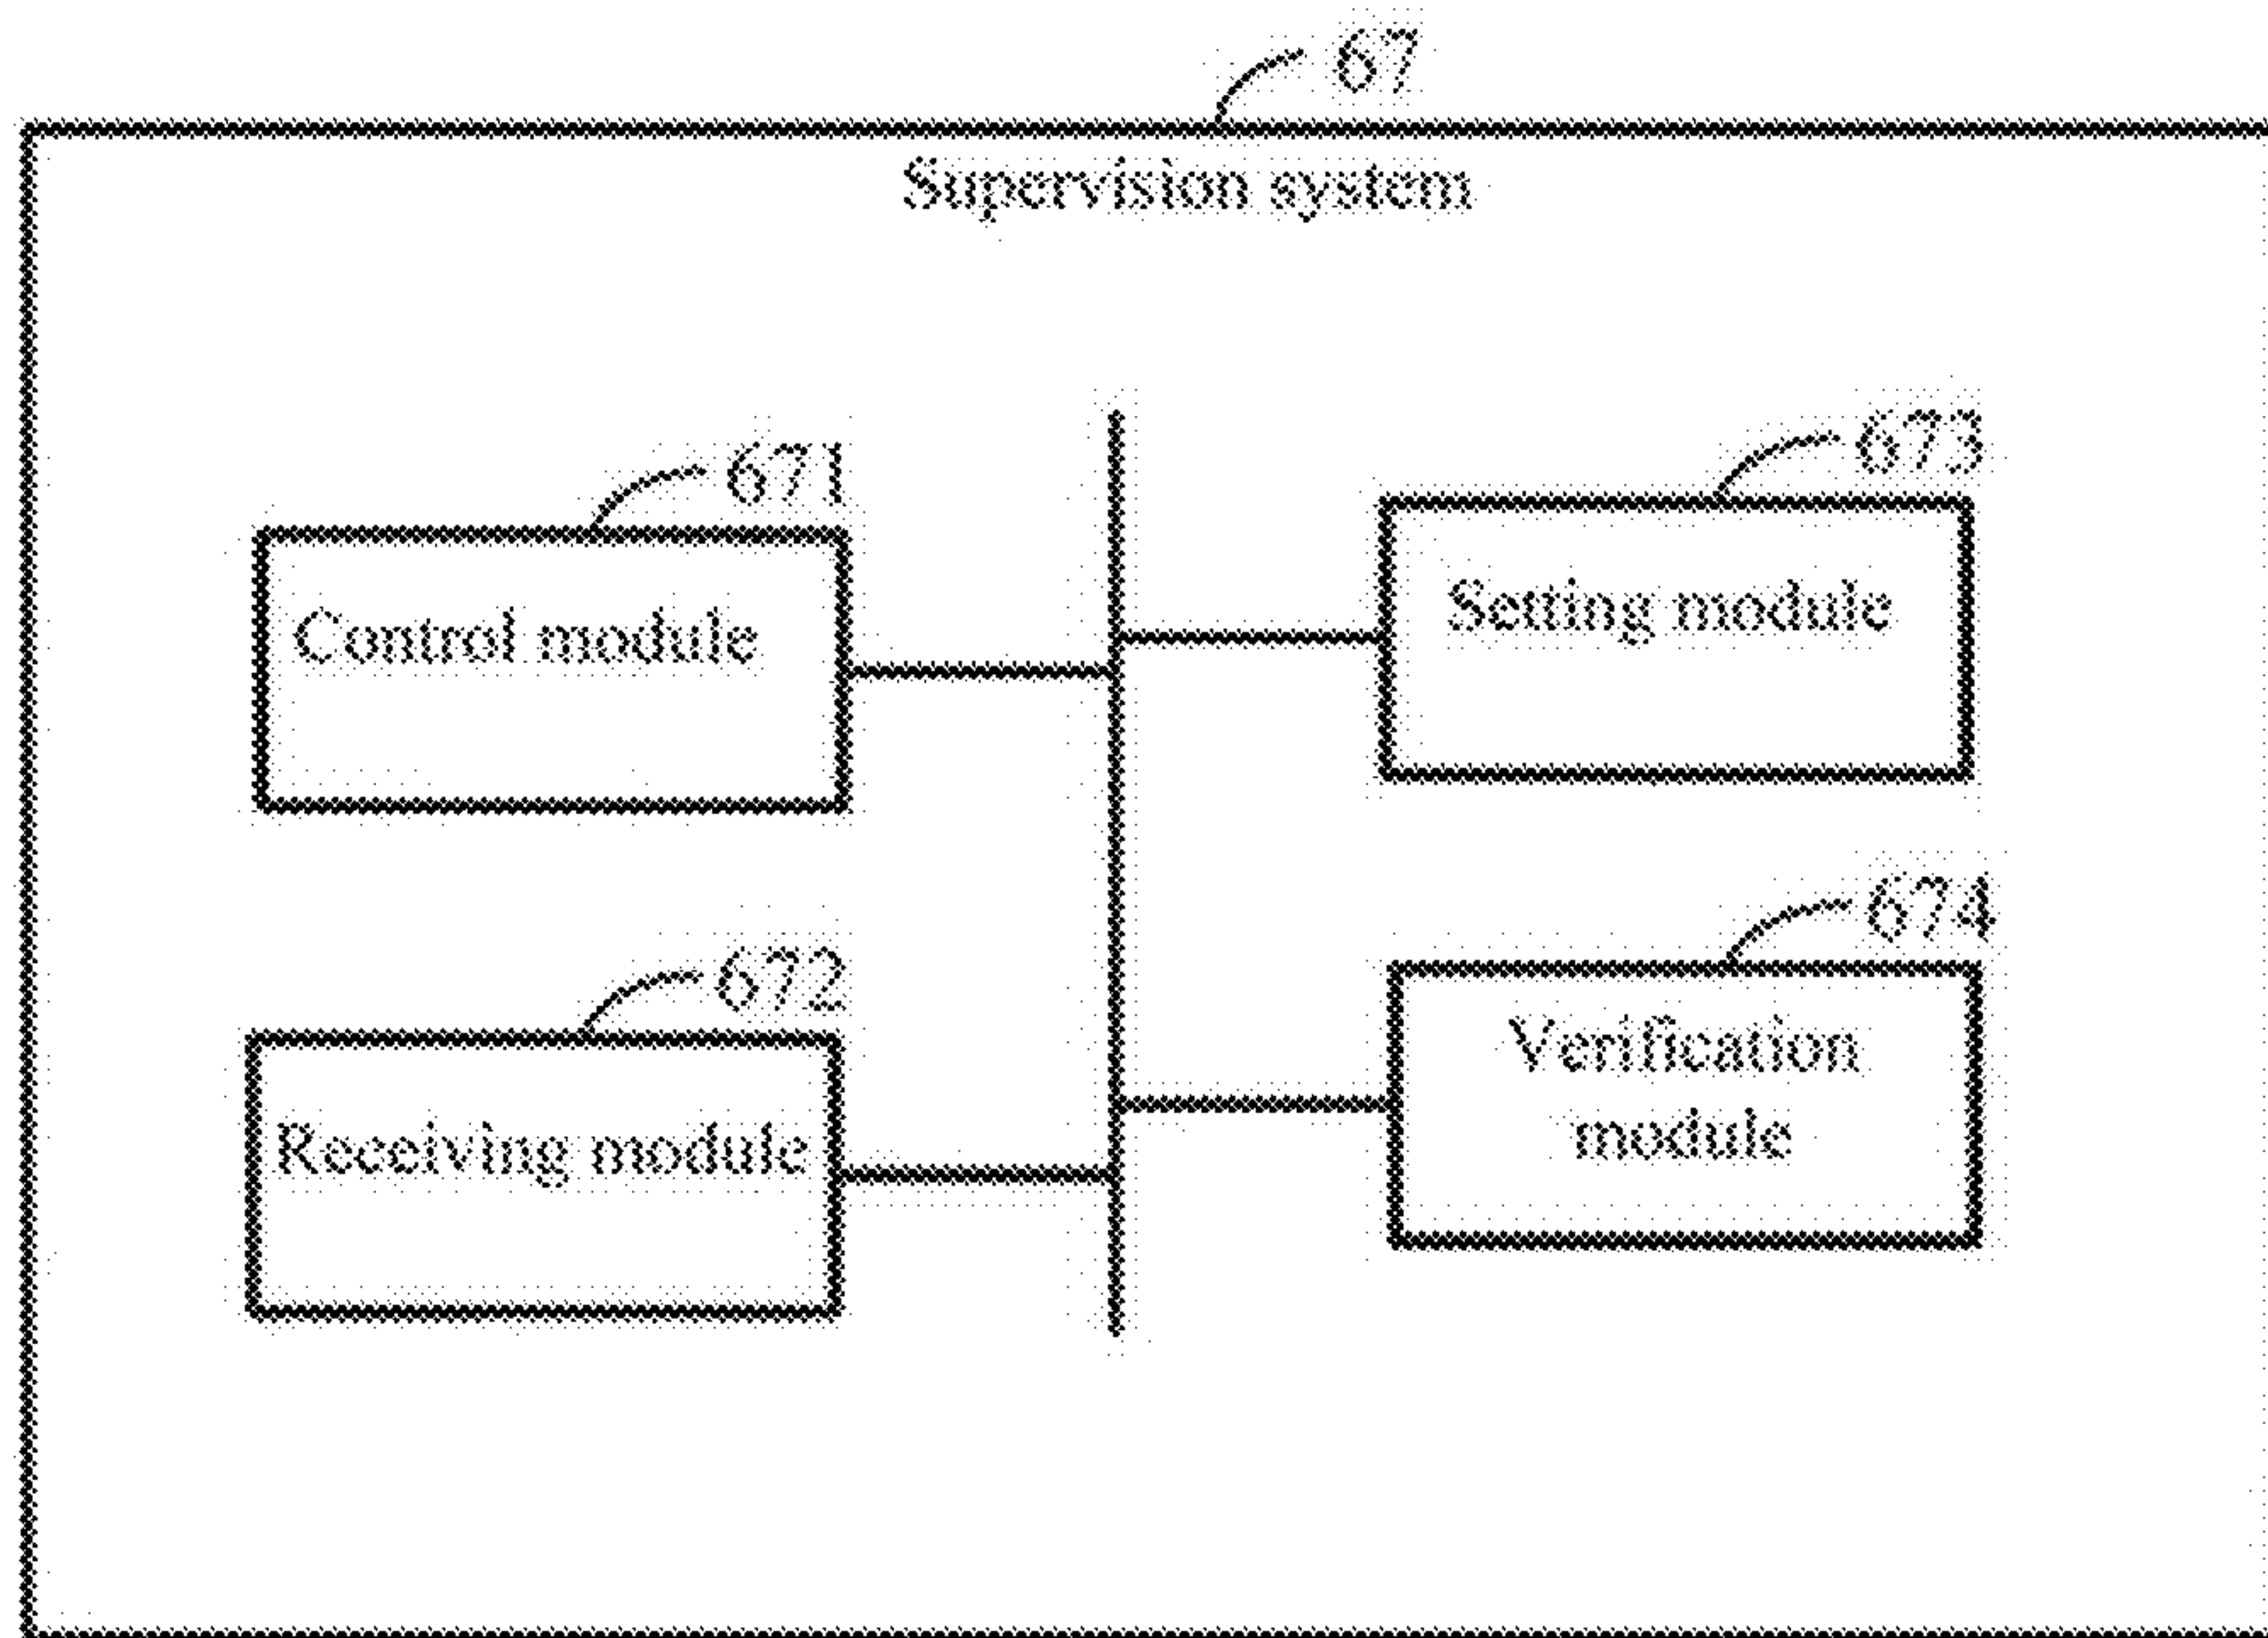 67
Supervision system
671
Control module
673
Setting module
672
Receiving module
674
Verification
module